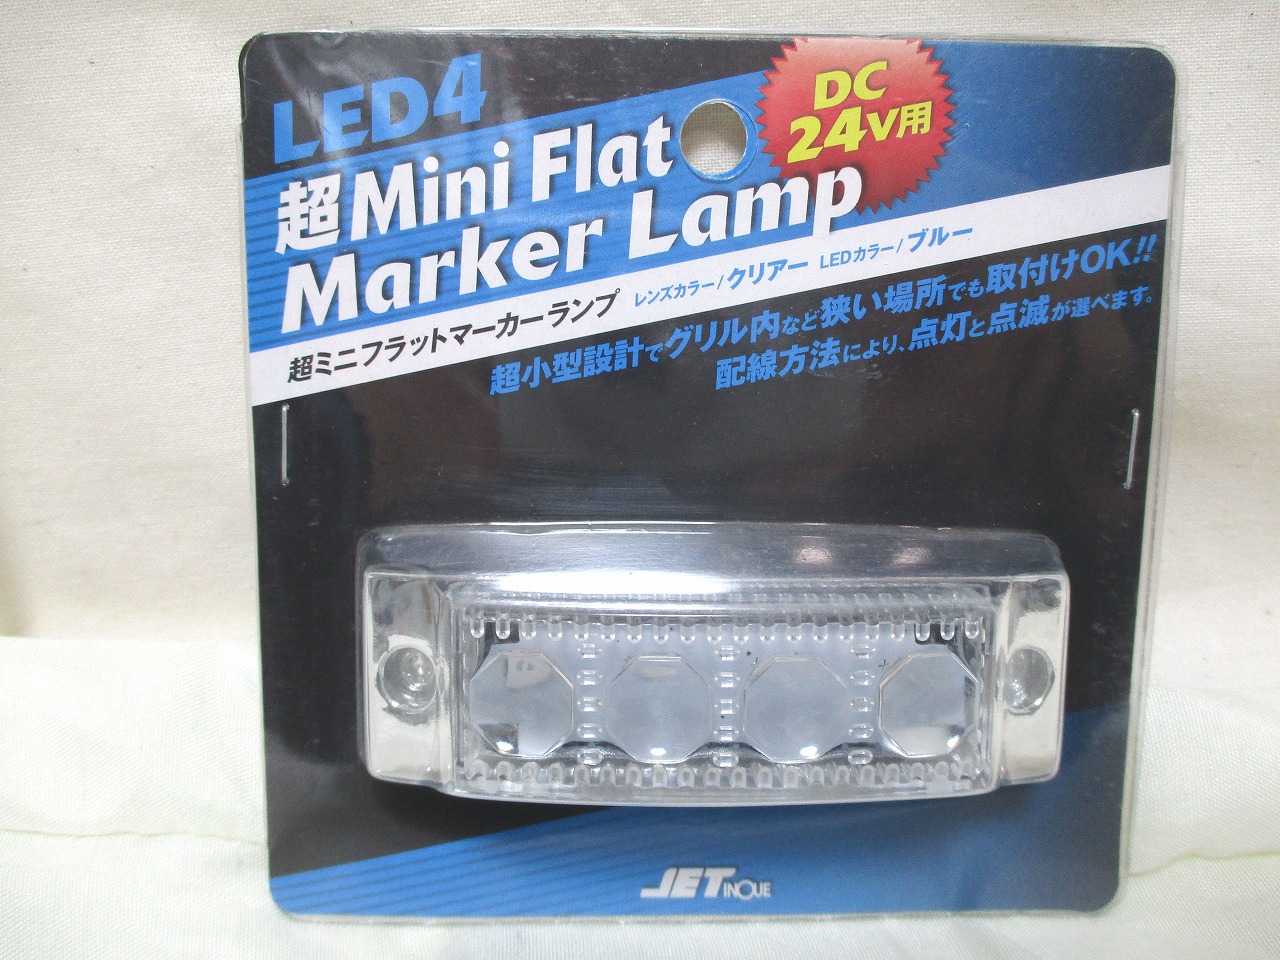 LED4
超Mini Flat
Marker Lamp
DC
24V用
超ミニフラットマーカーランプ レンズカラー/クリアー LEDカラー/ブルー
超小型設計でグリル内など狭い場所でも取付けOK!!
配線方法により、点灯と点滅が選べます。
JET INOUE